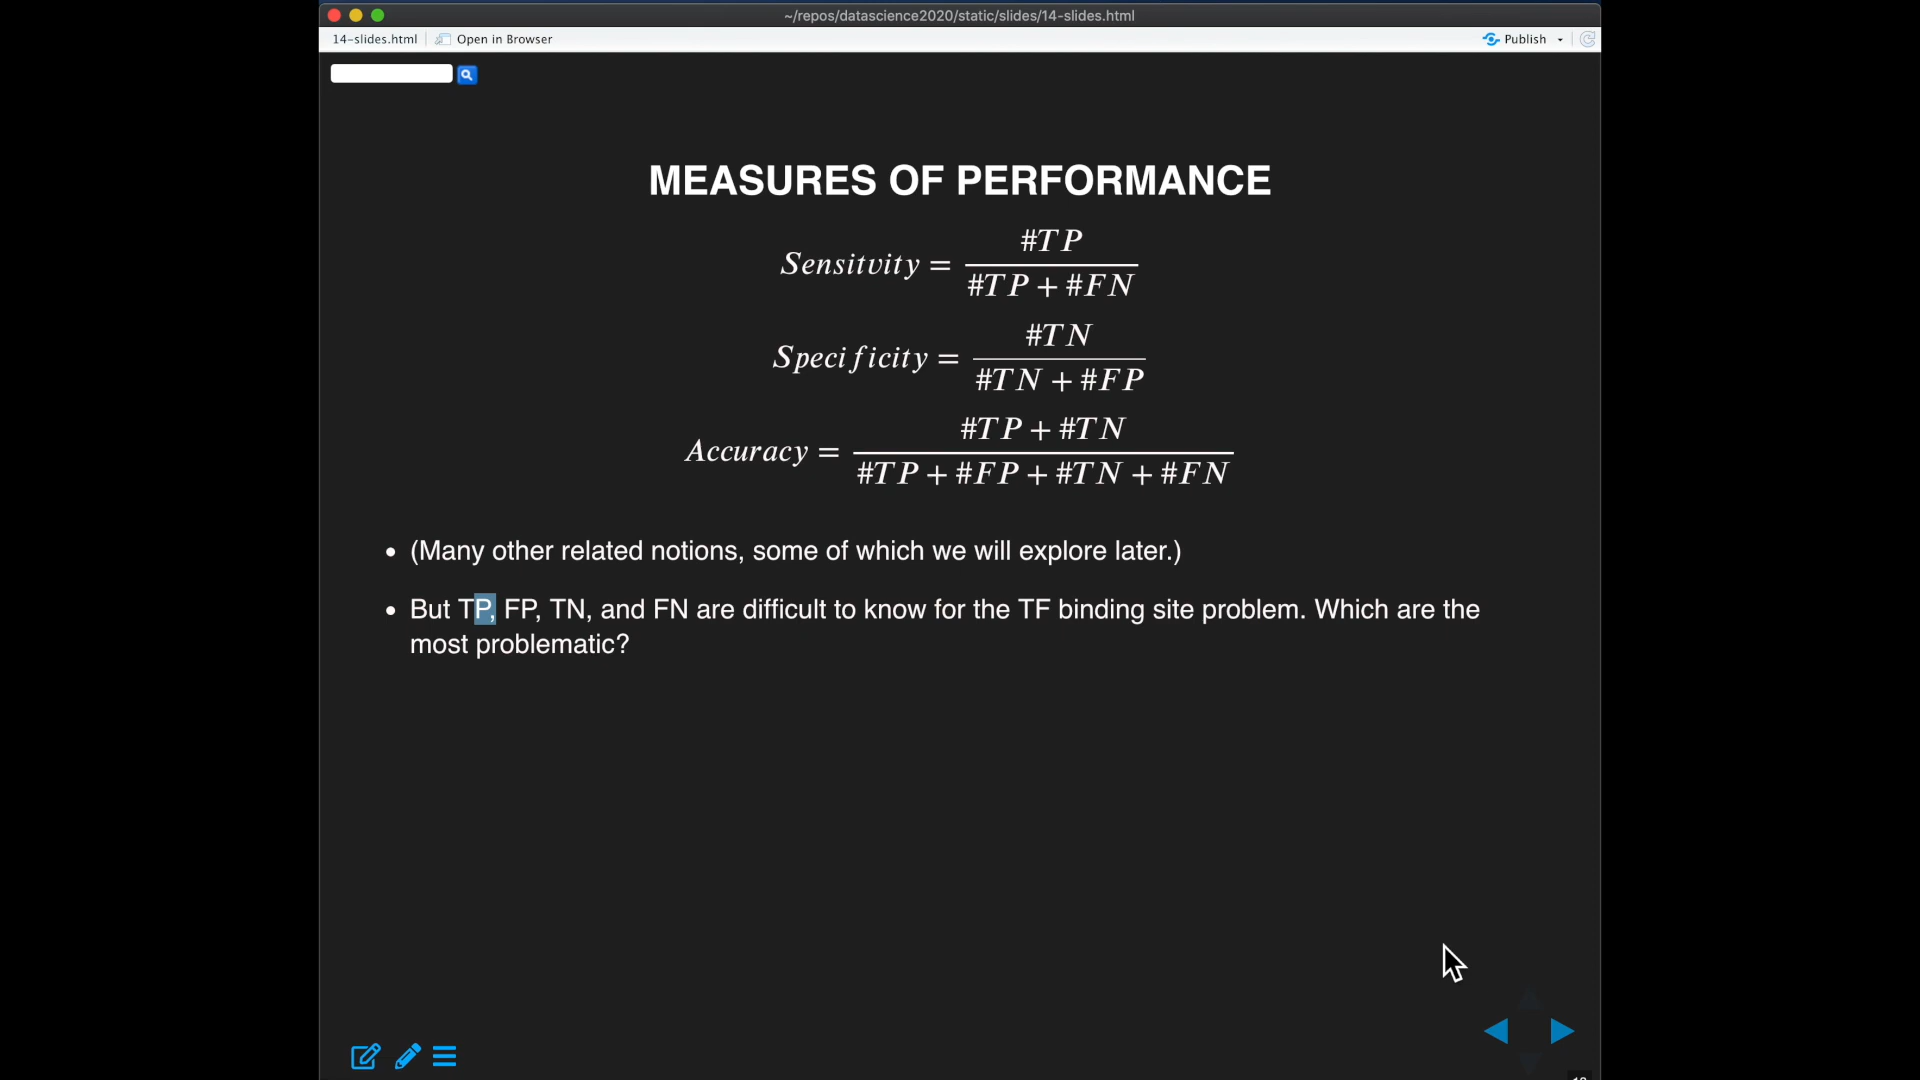 ~/repos/datascience2020/static/slides/14-slides.html
14-slides.html Open in Browser Publish
MEASURES OF PERFORMANCE
Sensitvity = #TP / #TP + #FN
Specificity = #TN / #TN + #FP
Accuracy = #TP + #TN / #TP + #FP + #TN + #FN
• (Many other related notions, some of which we will explore later.)
• But TP, FP, TN, and FN are difficult to know for the TF binding site problem. Which are the
most problematic?